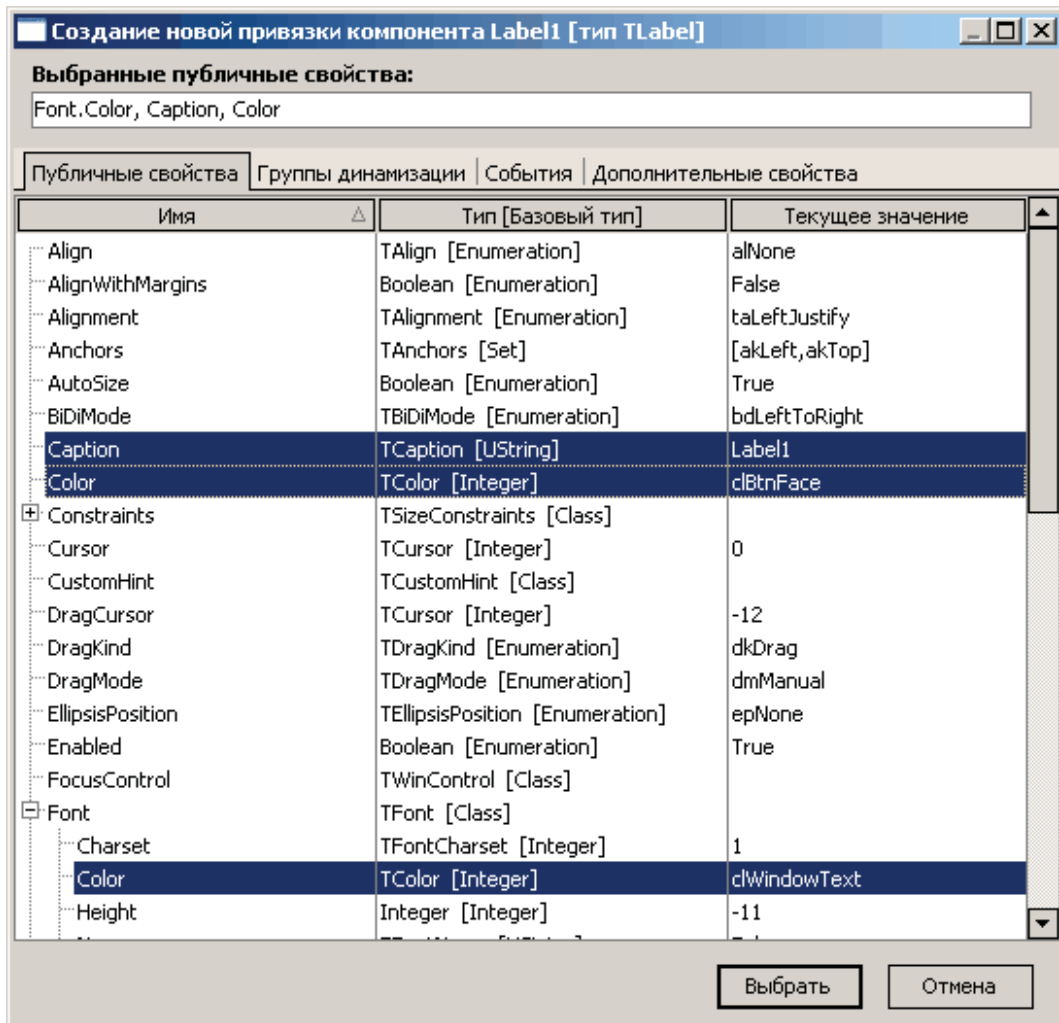 Создание новой привязки компонента Label1 [тип TLabel]
Выбранные публичные свойства:
Font.Color, Caption, Color
Публичные свойства Группы динамизации События Дополнительные свойства
Имя Тип [Базовый тип] Текущее значение
Align TAlign [Enumeration] alNone
AlignWithMargins Boolean [Enumeration] False
Alignment TAlignment [Enumeration] taLeftJustify
Anchors TAnchors [Set] [akLeft,akTop]
AutoSize Boolean [Enumeration] True
BiDiMode TBiDiMode [Enumeration] bdLeftToRight
Caption TCaption [UString] Label1
Color TColor [Integer] clBtnFace
Constraints TSizeConstraints [Class]
Cursor TCursor [Integer] 0
CustomHint TCustomHint [Class]
DragCursor TCursor [Integer] -12
DragKind TDragKind [Enumeration] dkDrag
DragMode TDragMode [Enumeration] dmManual
EllipsisPosition TEllipsisPosition [Enumeration] epNone
Enabled Boolean [Enumeration] True
FocusControl TWinControl [Class]
Font TFont [Class]
Charset TFontCharset [Integer] 1
Color TColor [Integer] clWindowText
Height Integer [Integer] -11
Выбрать Отмена